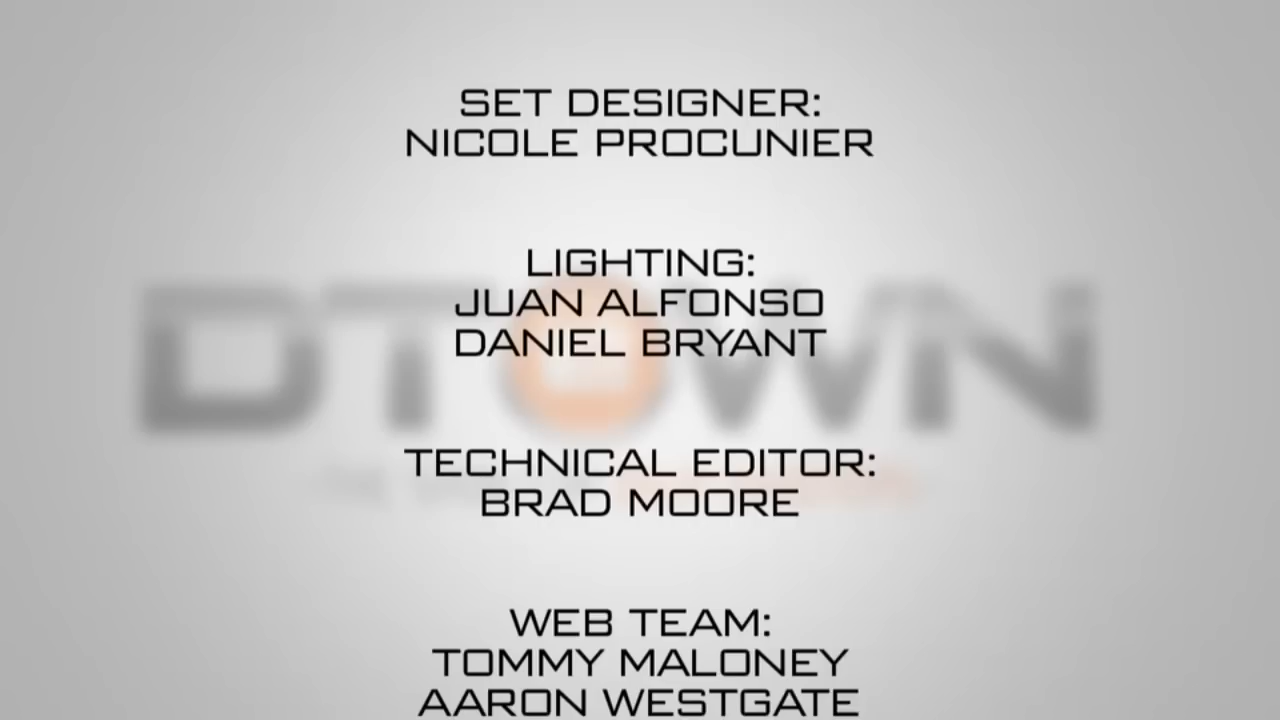 SET DESIGNER:
NICOLE PROCUNIER
LIGHTING:
JUAN ALFONSO
DANIEL BRYANT
DTOWN
TECHNICAL EDITOR:
BRAD MOORE
WEB TEAM:
TOMMY MALONEY
AARON WESTGATE